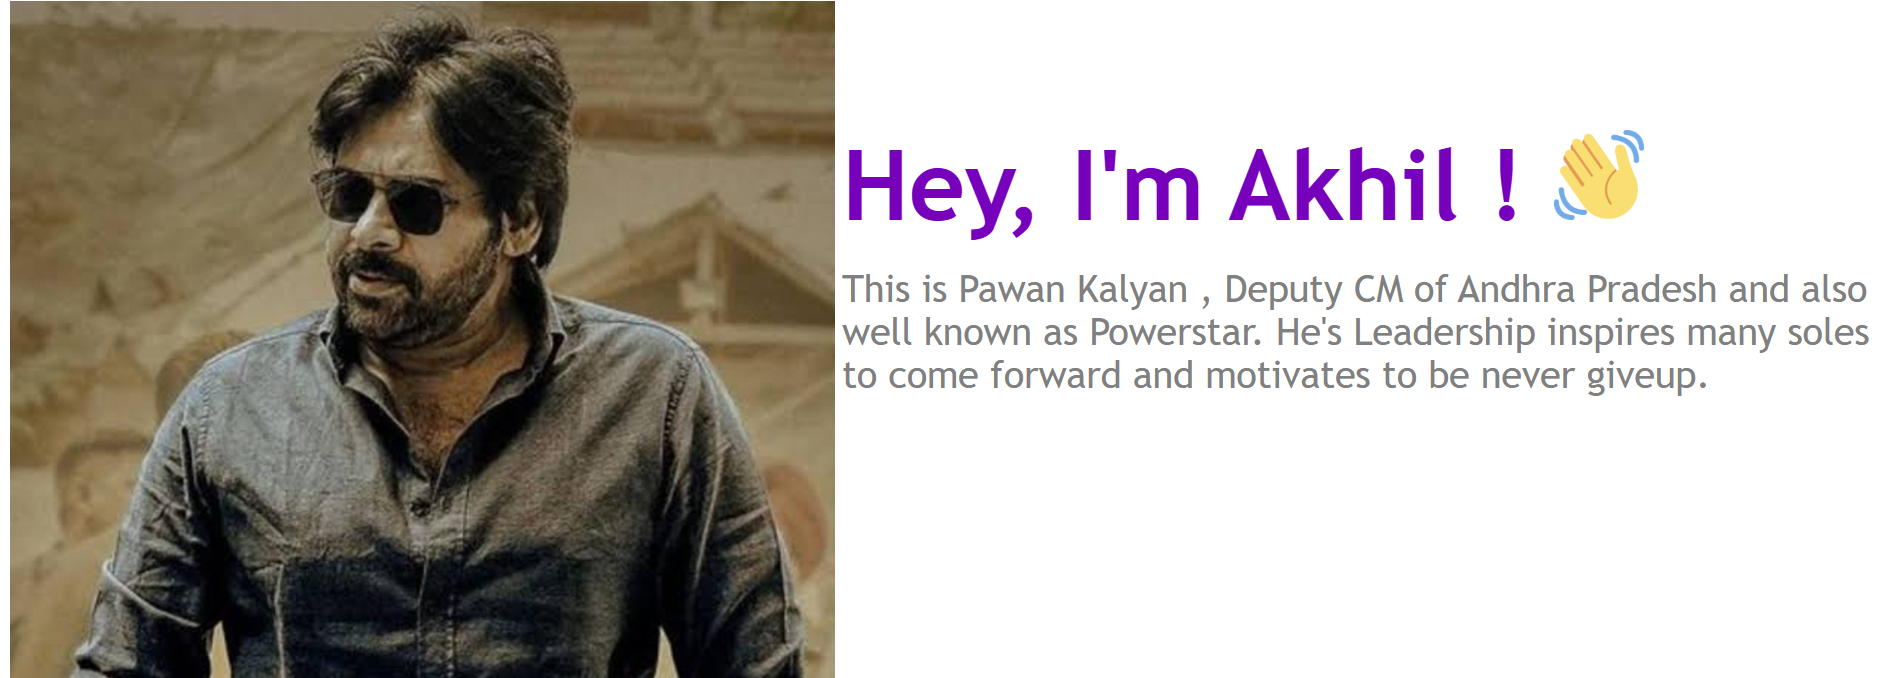 Hey, I'm Akhil ! 👋
This is Pawan Kalyan , Deputy CM of Andhra Pradesh and also
well known as Powerstar. He's Leadership inspires many soles
to come forward and motivates to be never giveup.